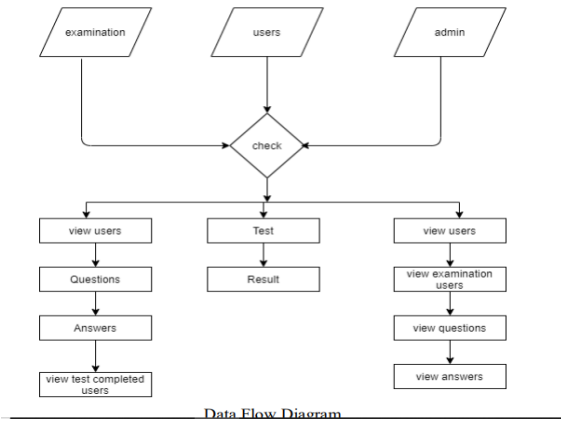 examination
users
admin
check
view users
Test
view users
Questions
Result
view examination
users
Answers
view questions
view test completed
users
view answers
Data Flow Diagram